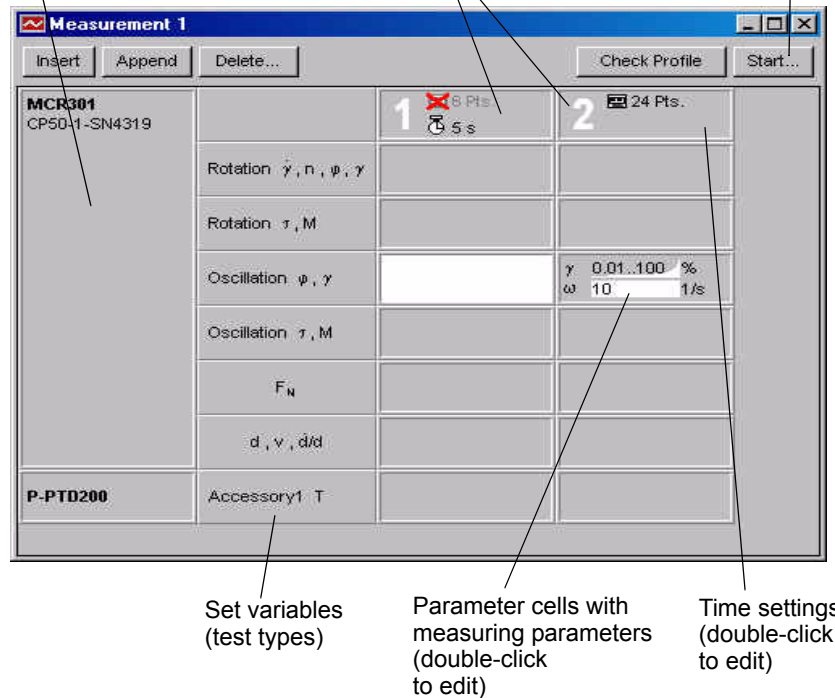 Measurement 1
Insert Append Delete... Check Profile Start...
MCR301
CP50-1-SN4319
1 6 Pts.
5 s
2 24 Pts.
Rotation γ̇ , n , φ , γ
Rotation τ , M
Oscillation φ , γ
γ 0,01..100 %
ω 10 1/s
Oscillation τ , M
F_N
d , v , ḋ/d
P-PTD200 Accessory1 T
Set variables
(test types)
Parameter cells with
measuring parameters
(double-click
to edit)
Time settings
(double-click
to edit)